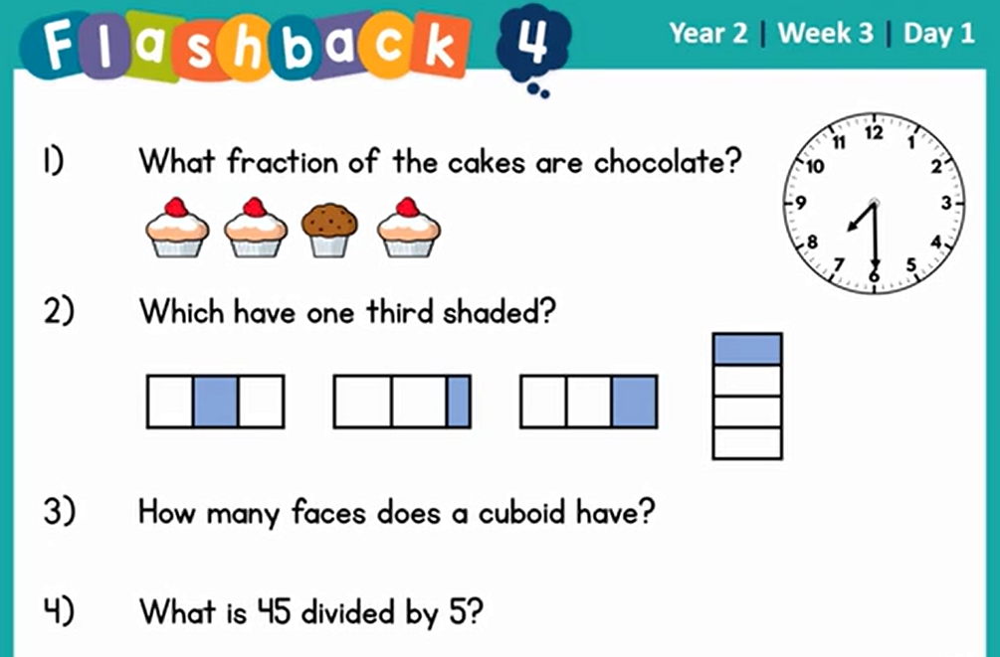 Flashback 4
Year 2 | Week 3 | Day 1
1) What fraction of the cakes are chocolate?
12
11 1
10 2
9 3
8 4
7 5
6
2) Which have one third shaded?
3) How many faces does a cuboid have?
4) What is 45 divided by 5?